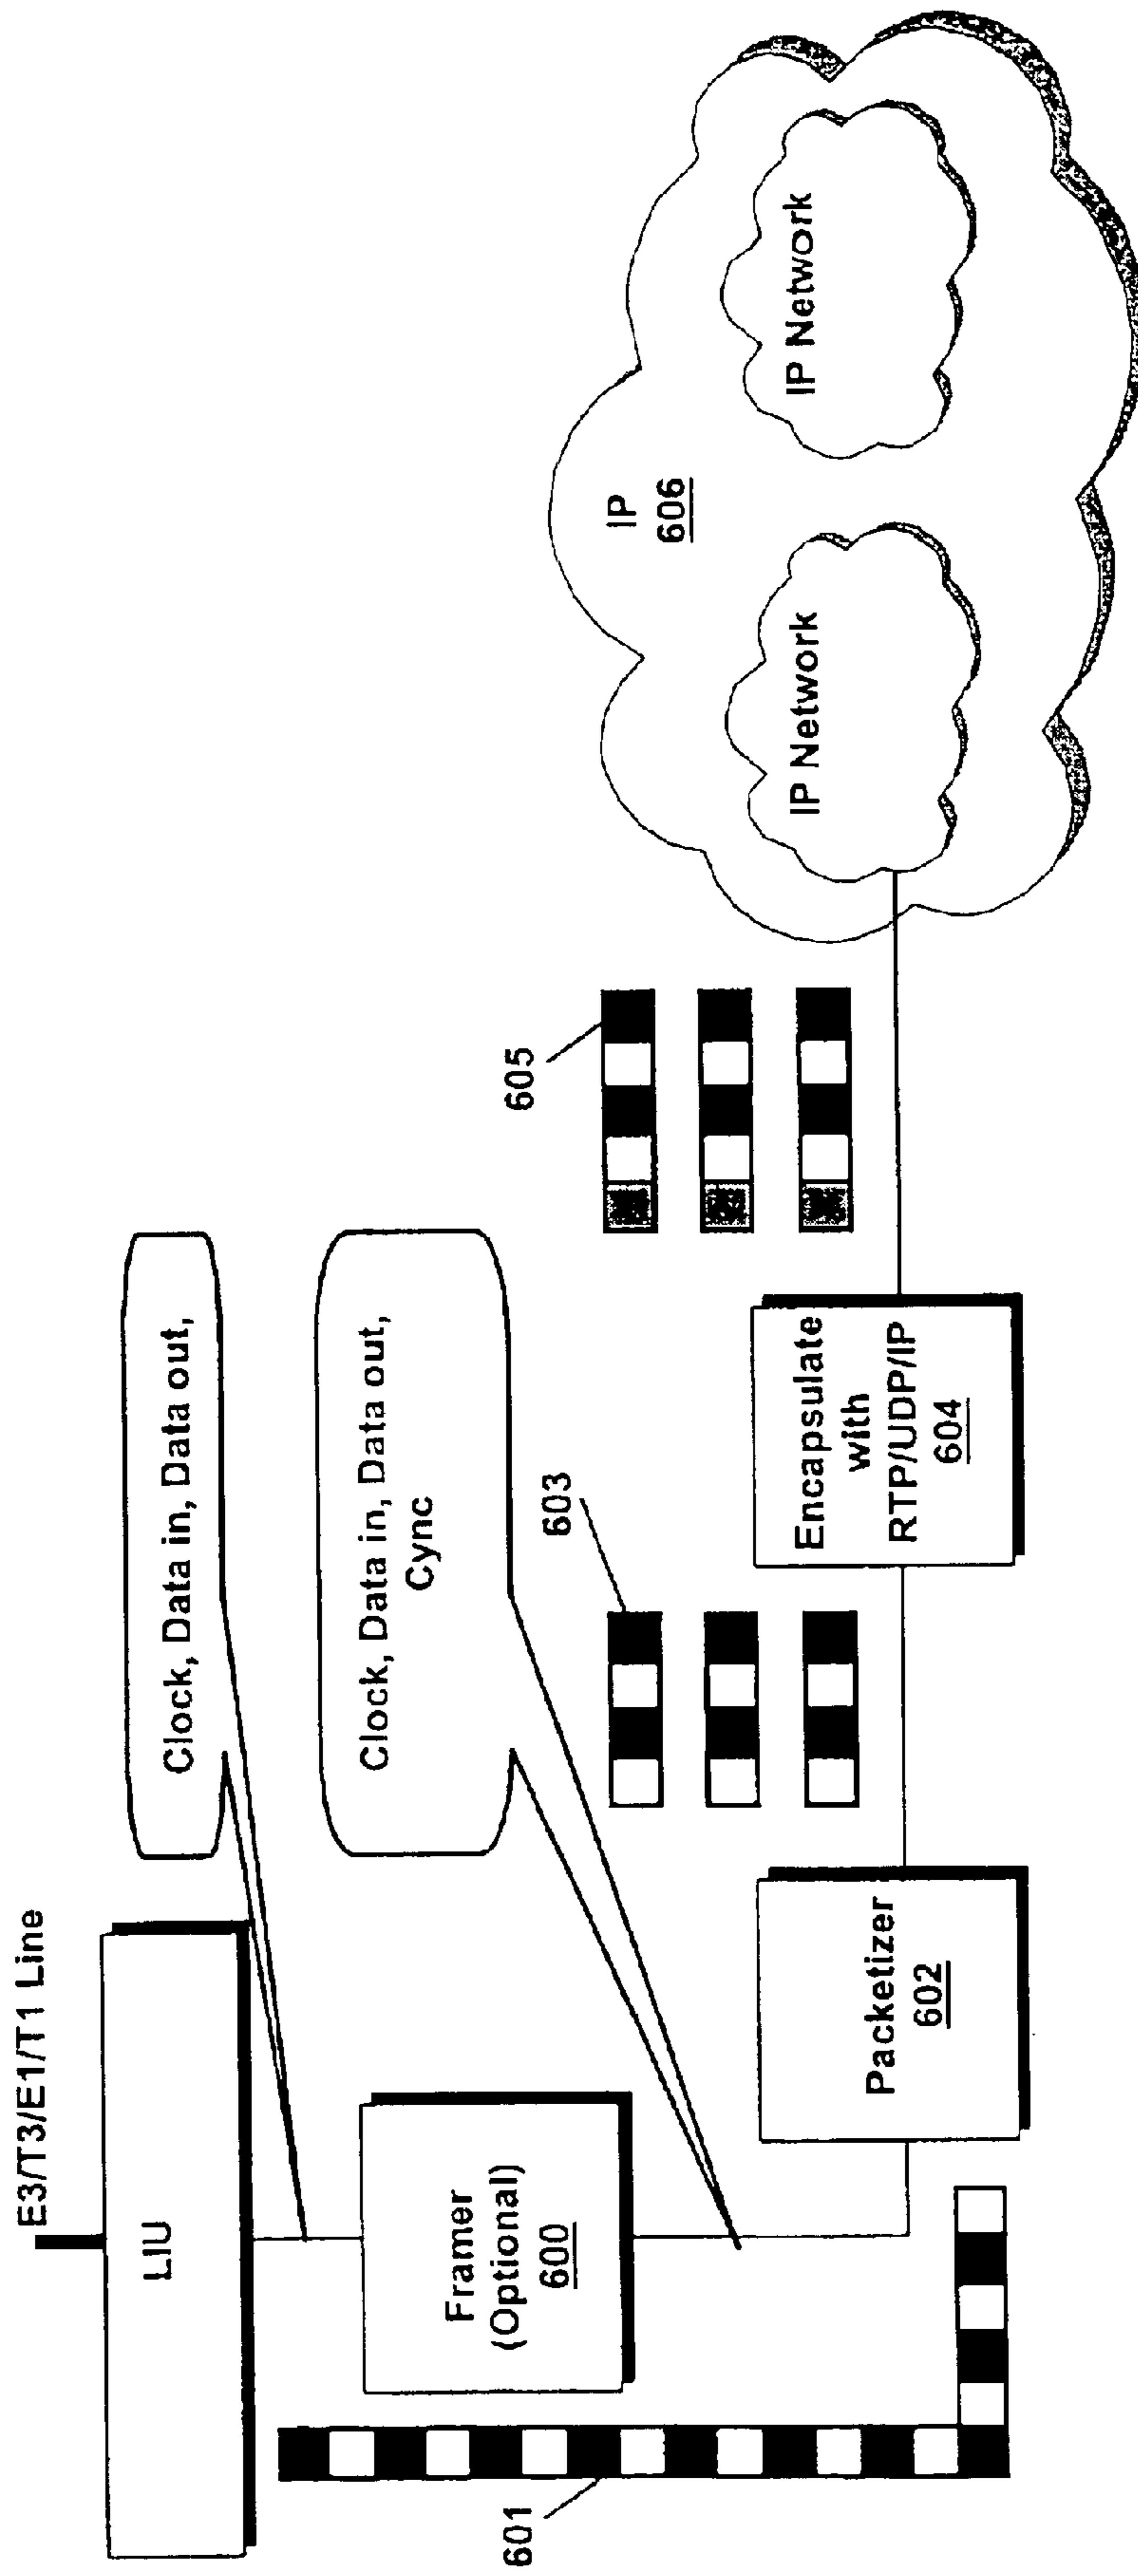 E3/T3/E1/T1 Line
LIU
Clock, Data in, Data out,
Framer
(Optional)
600
Clock, Data in, Data out,
Cync
601
603
605
Packetizer
602
Encapsulate
with
RTP/UDP/IP
604
IP
606
IP Network
IP Network